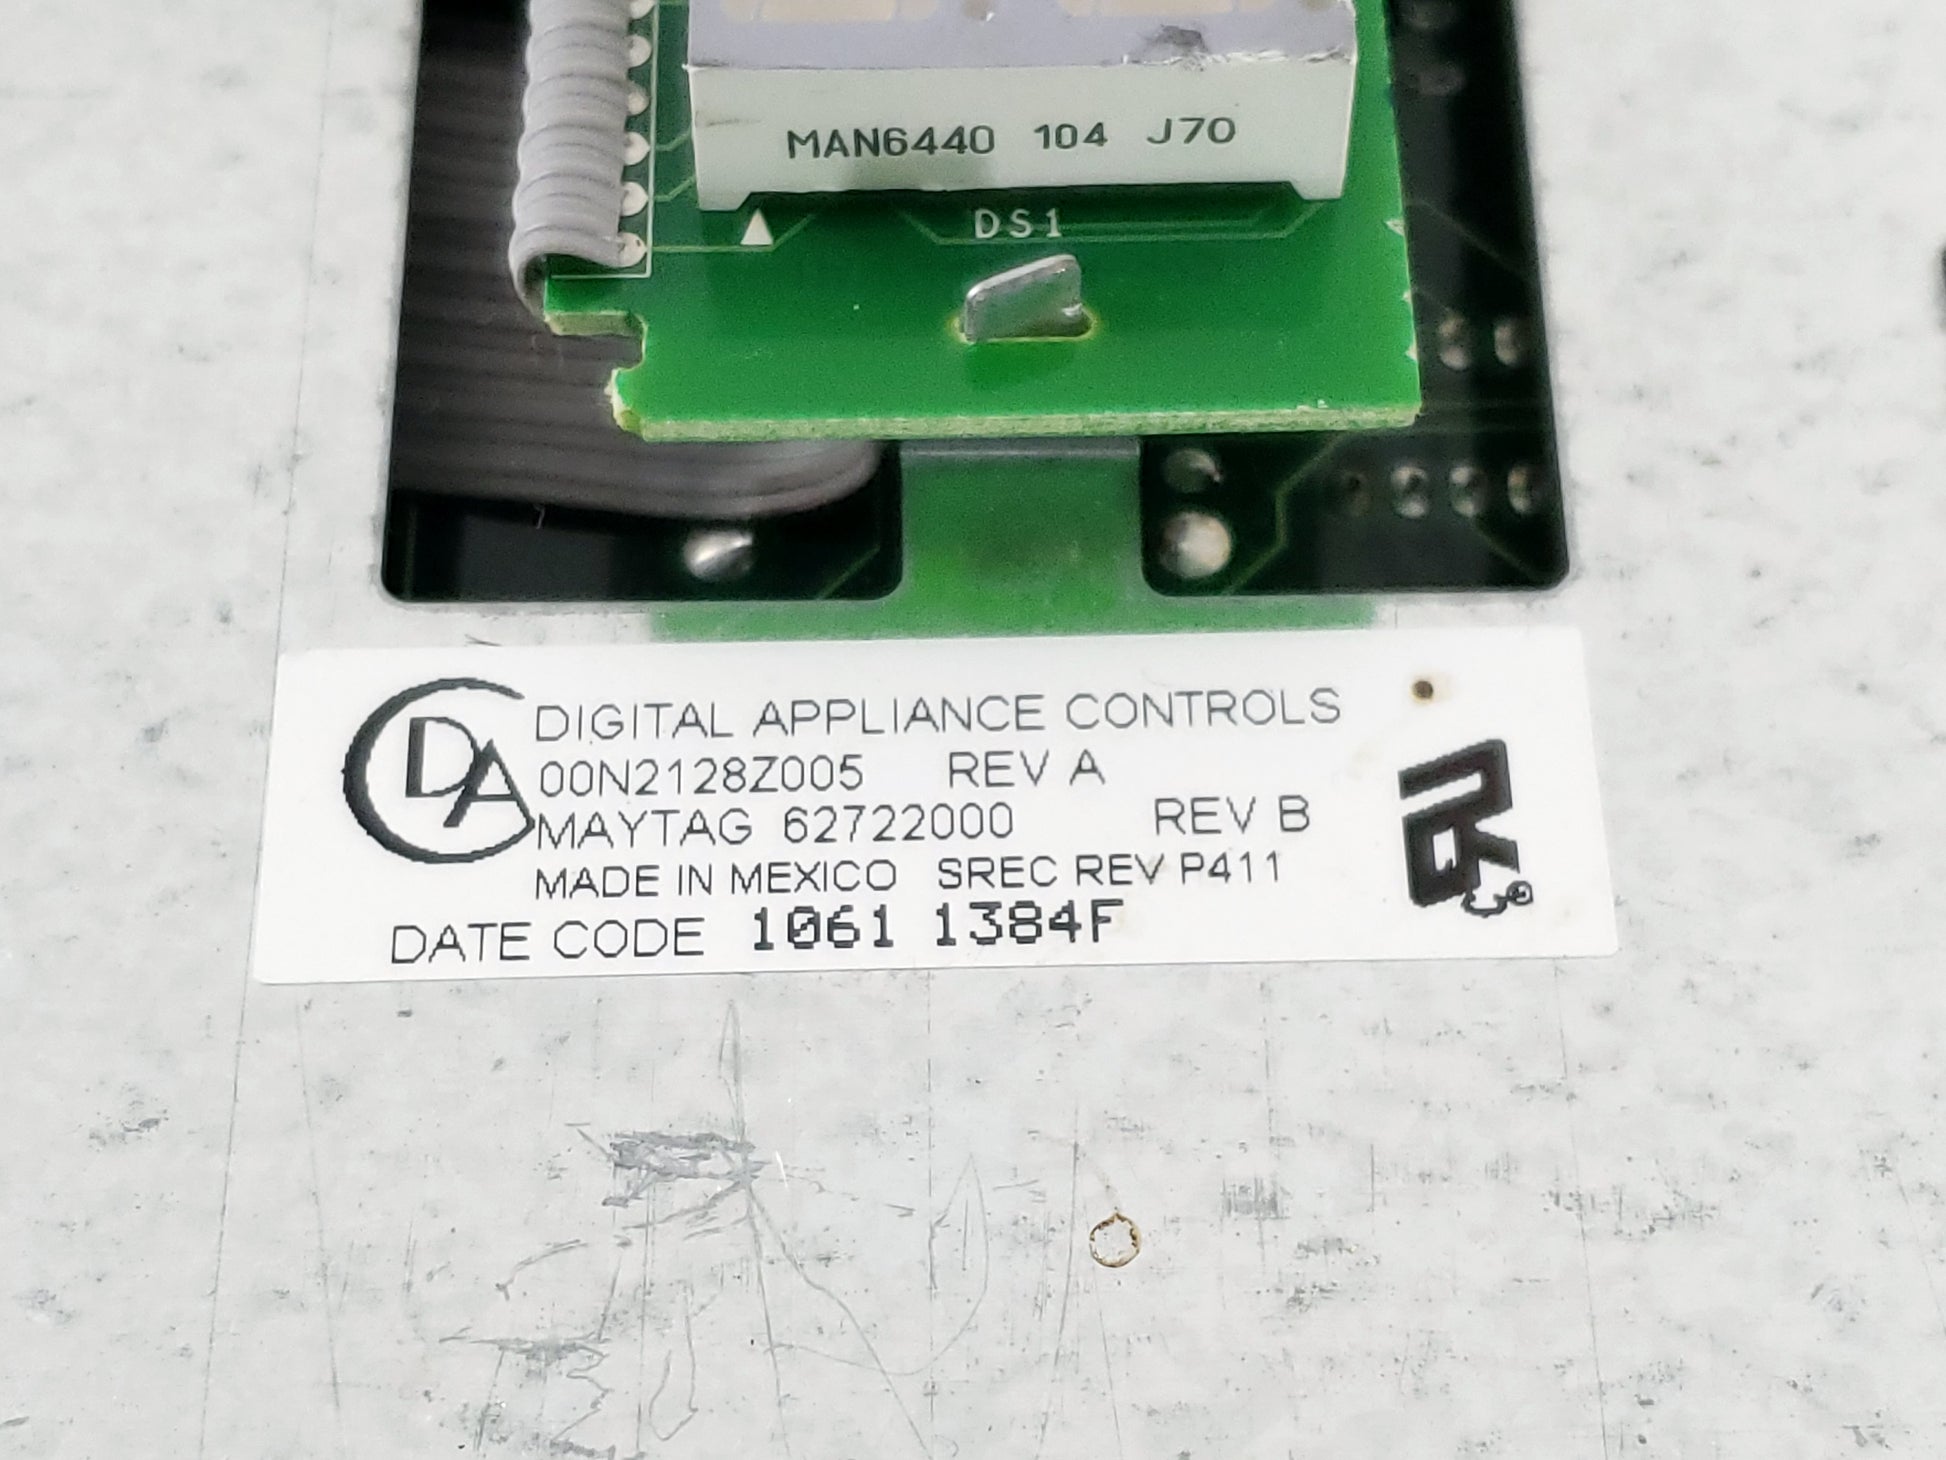 MAN6440 104 J70
DS1
DA DIGITAL APPLIANCE CONTROLS
00N2128Z005 REV A
MAYTAG 62722000 REV B
MADE IN MEXICO SREC REV P411
DATE CODE 1061 1384F